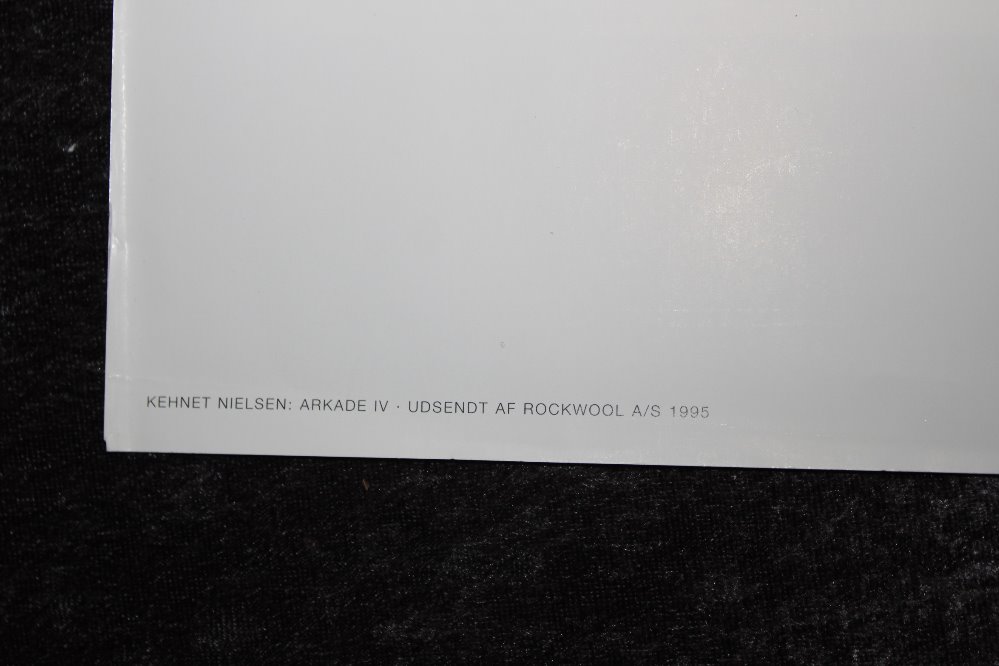 KEHNET NIELSEN: ARKADE IV · UDSENDT AF ROCKWOOL A/S 1995